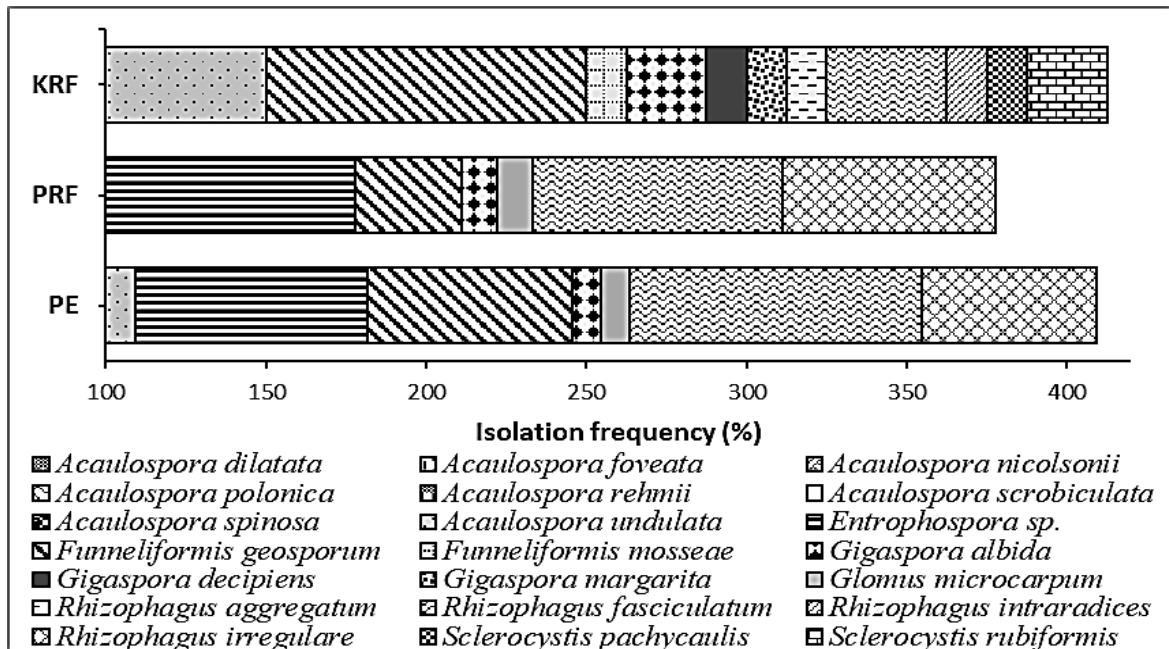 KRF
PRF
PE
100 150 200 250 300 350 400
Isolation frequency (%)
Acaulospora dilatata Acaulospora foveata Acaulospora nicolsonii
Acaulospora polonica Acaulospora rehmii Acaulospora scrobiculata
Acaulospora spinosa Acaulospora undulata Entrophospora sp.
Funneliformis geosporum Funneliformis mosseae Gigaspora albida
Gigaspora decipiens Gigaspora margarita Glomus microcarpum
Rhizophagus aggregatum Rhizophagus fasciculatum Rhizophagus intraradices
Rhizophagus irregulare Sclerocystis pachycaulis Sclerocystis rubiformis